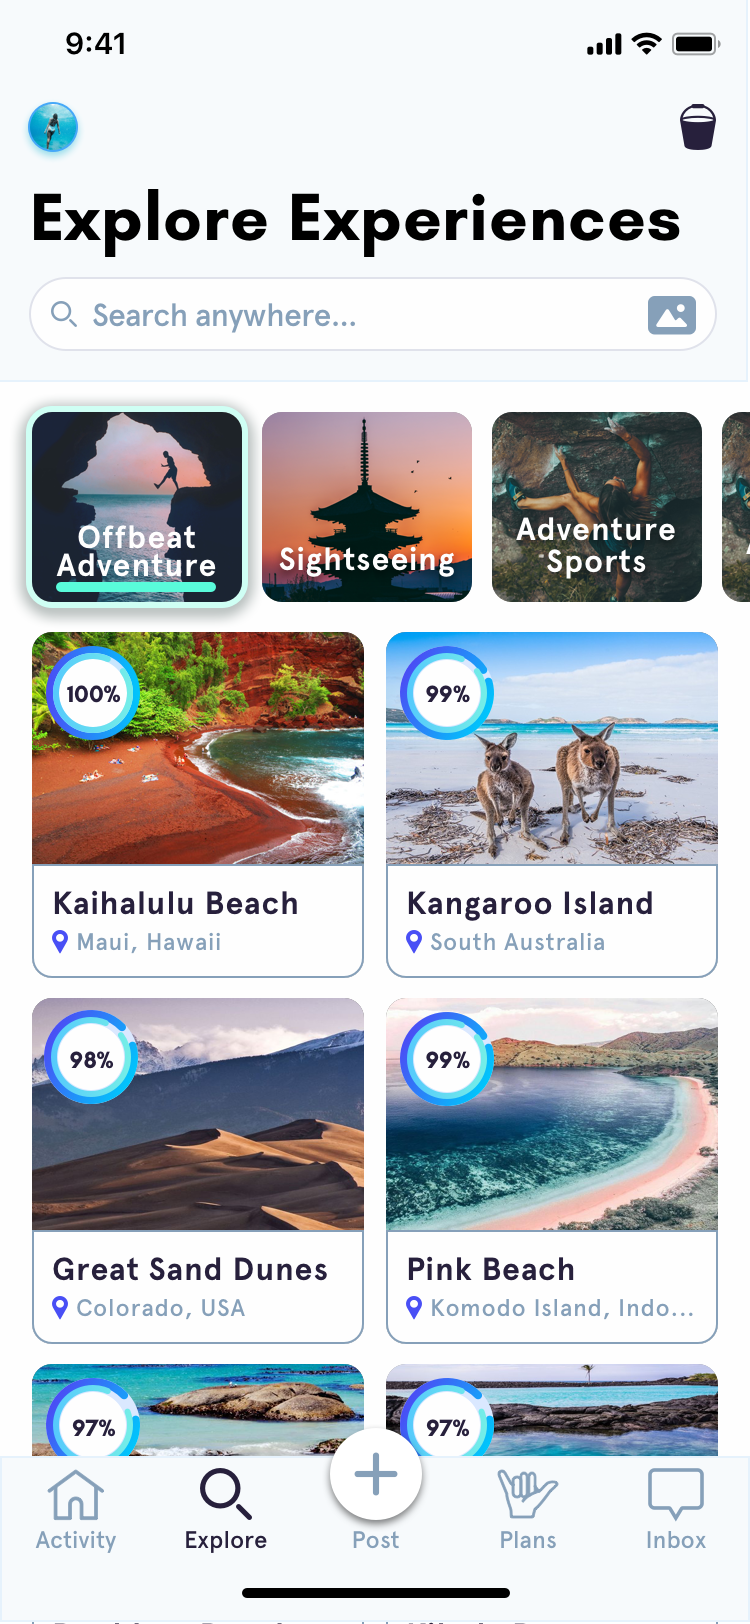 9:41
Explore Experiences
Search anywhere...
Offbeat
Adventure
Sightseeing
Adventure
Sports
100%
99%
Kaihalulu Beach
Kangaroo Island
Maui, Hawaii
South Australia
98%
99%
Great Sand Dunes
Pink Beach
Colorado, USA
Komodo Island, Indo...
97%
97%
Activity
Explore
Post
Plans
Inbox